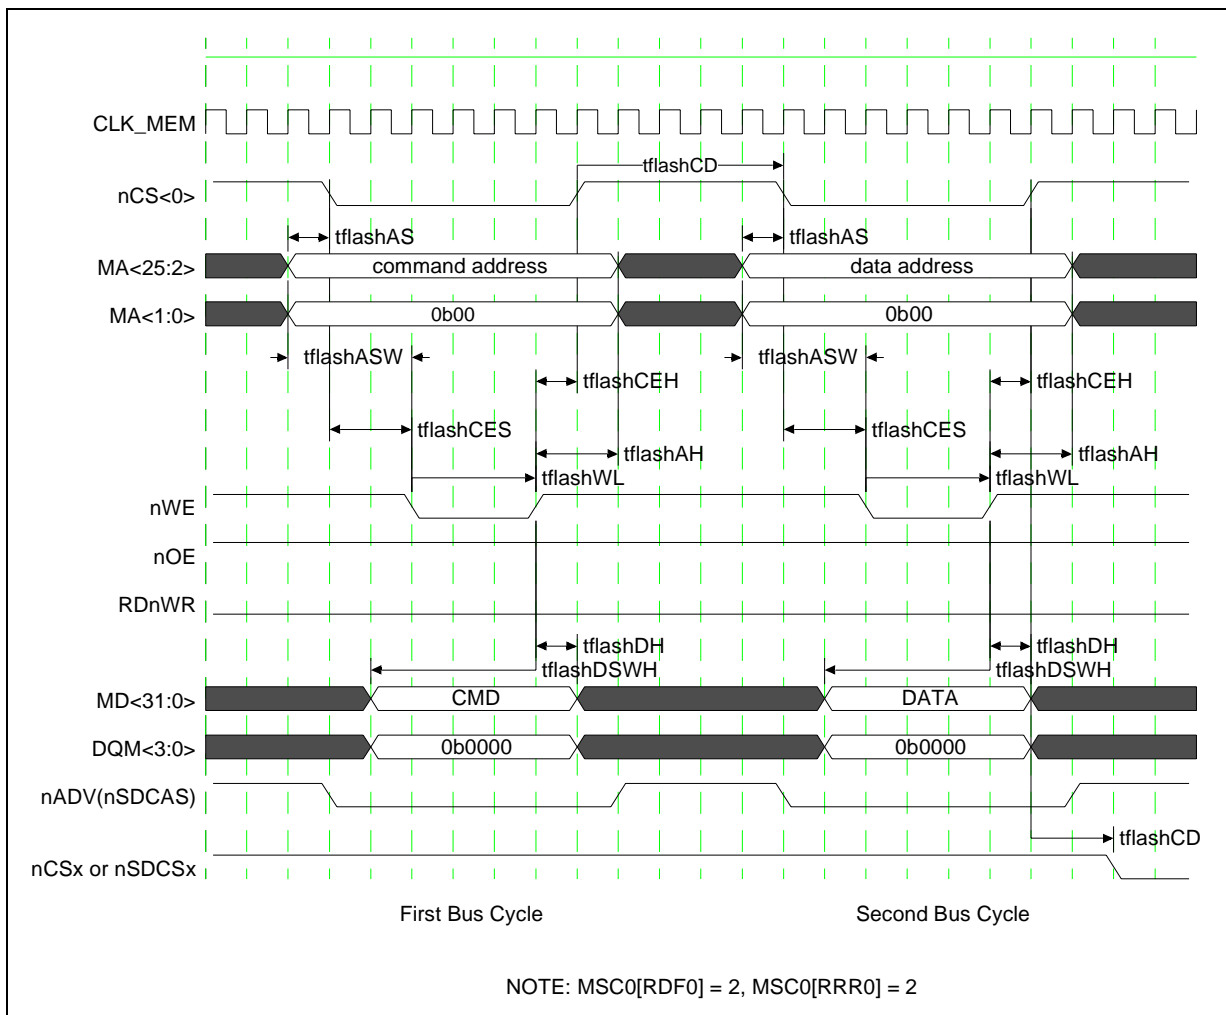 CLK_MEM
tflashCD
nCS<0>
tflashAS
tflashAS
MA<25:2>
command address
data address
MA<1:0>
0b00
0b00
tflashASW
tflashASW
tflashCEH
tflashCEH
tflashCES
tflashCES
tflashAH
tflashAH
tflashWL
tflashWL
nWE
nOE
RDnWR
tflashDH
tflashDH
tflashDSWH
tflashDSWH
MD<31:0>
CMD
DATA
DQM<3:0>
0b0000
0b0000
nADV(nSDCAS)
tflashCD
nCSx or nSDCSx
First Bus Cycle
Second Bus Cycle
NOTE: MSC0[RDF0] = 2, MSC0[RRR0] = 2